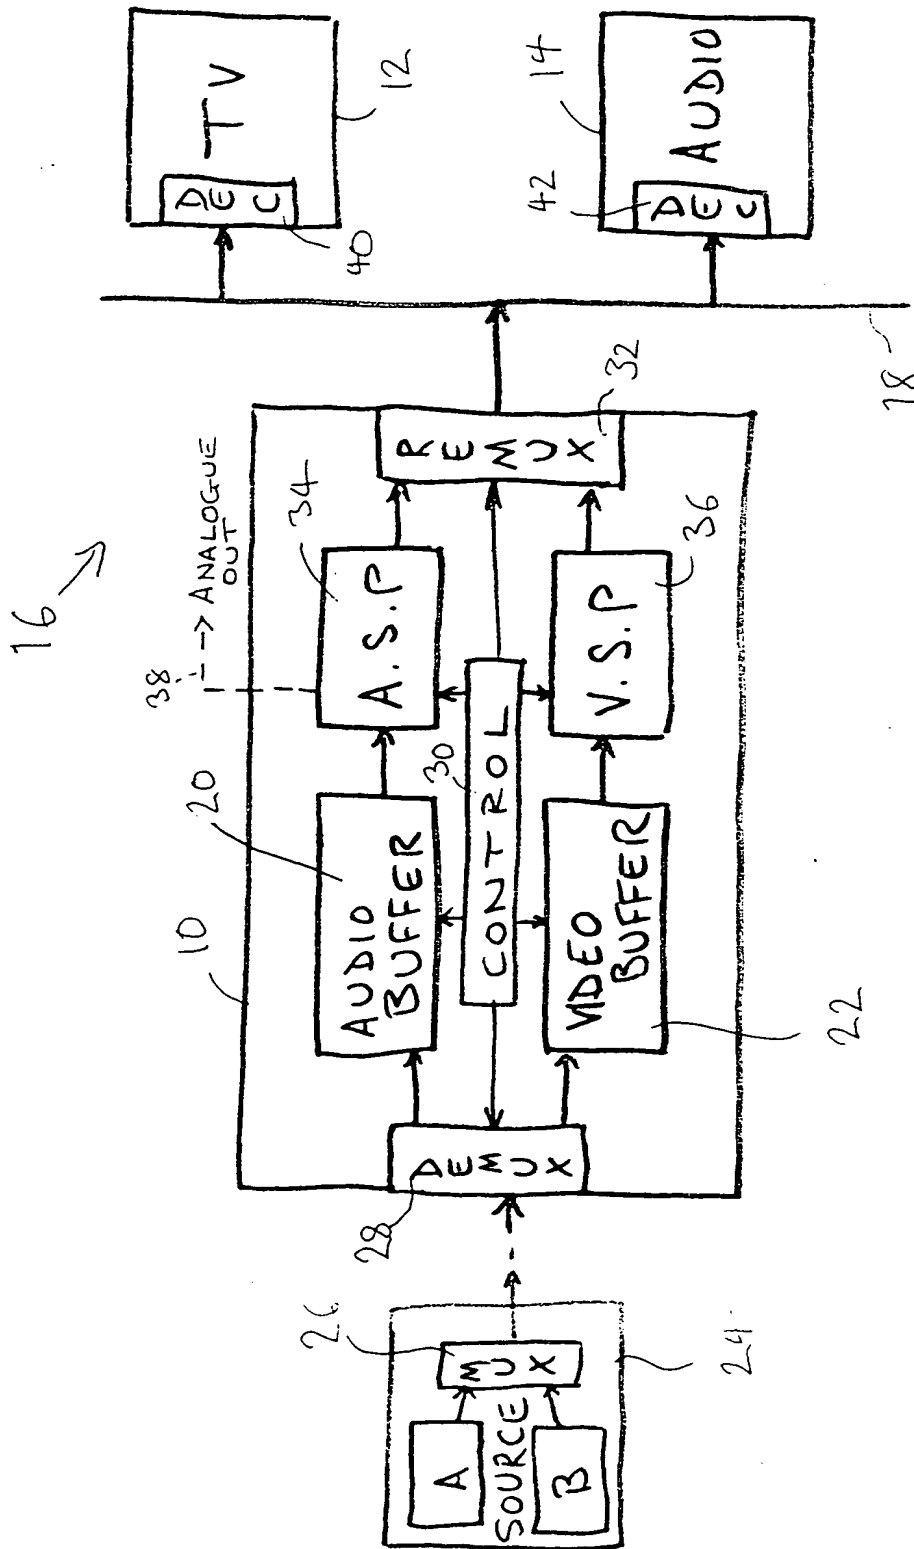 16
10
20
38
--> ANALOGUE
OUT
34
26
28
A
SOURCE
B
MUX
24
DEMUX
AUDIO
BUFFER
30
CONTROL
VIDEO
BUFFER
22
A.S.P
V.S.P
36
REMUX
32
18
TV
DEC
40
12
AUDIO
DEC
42
14